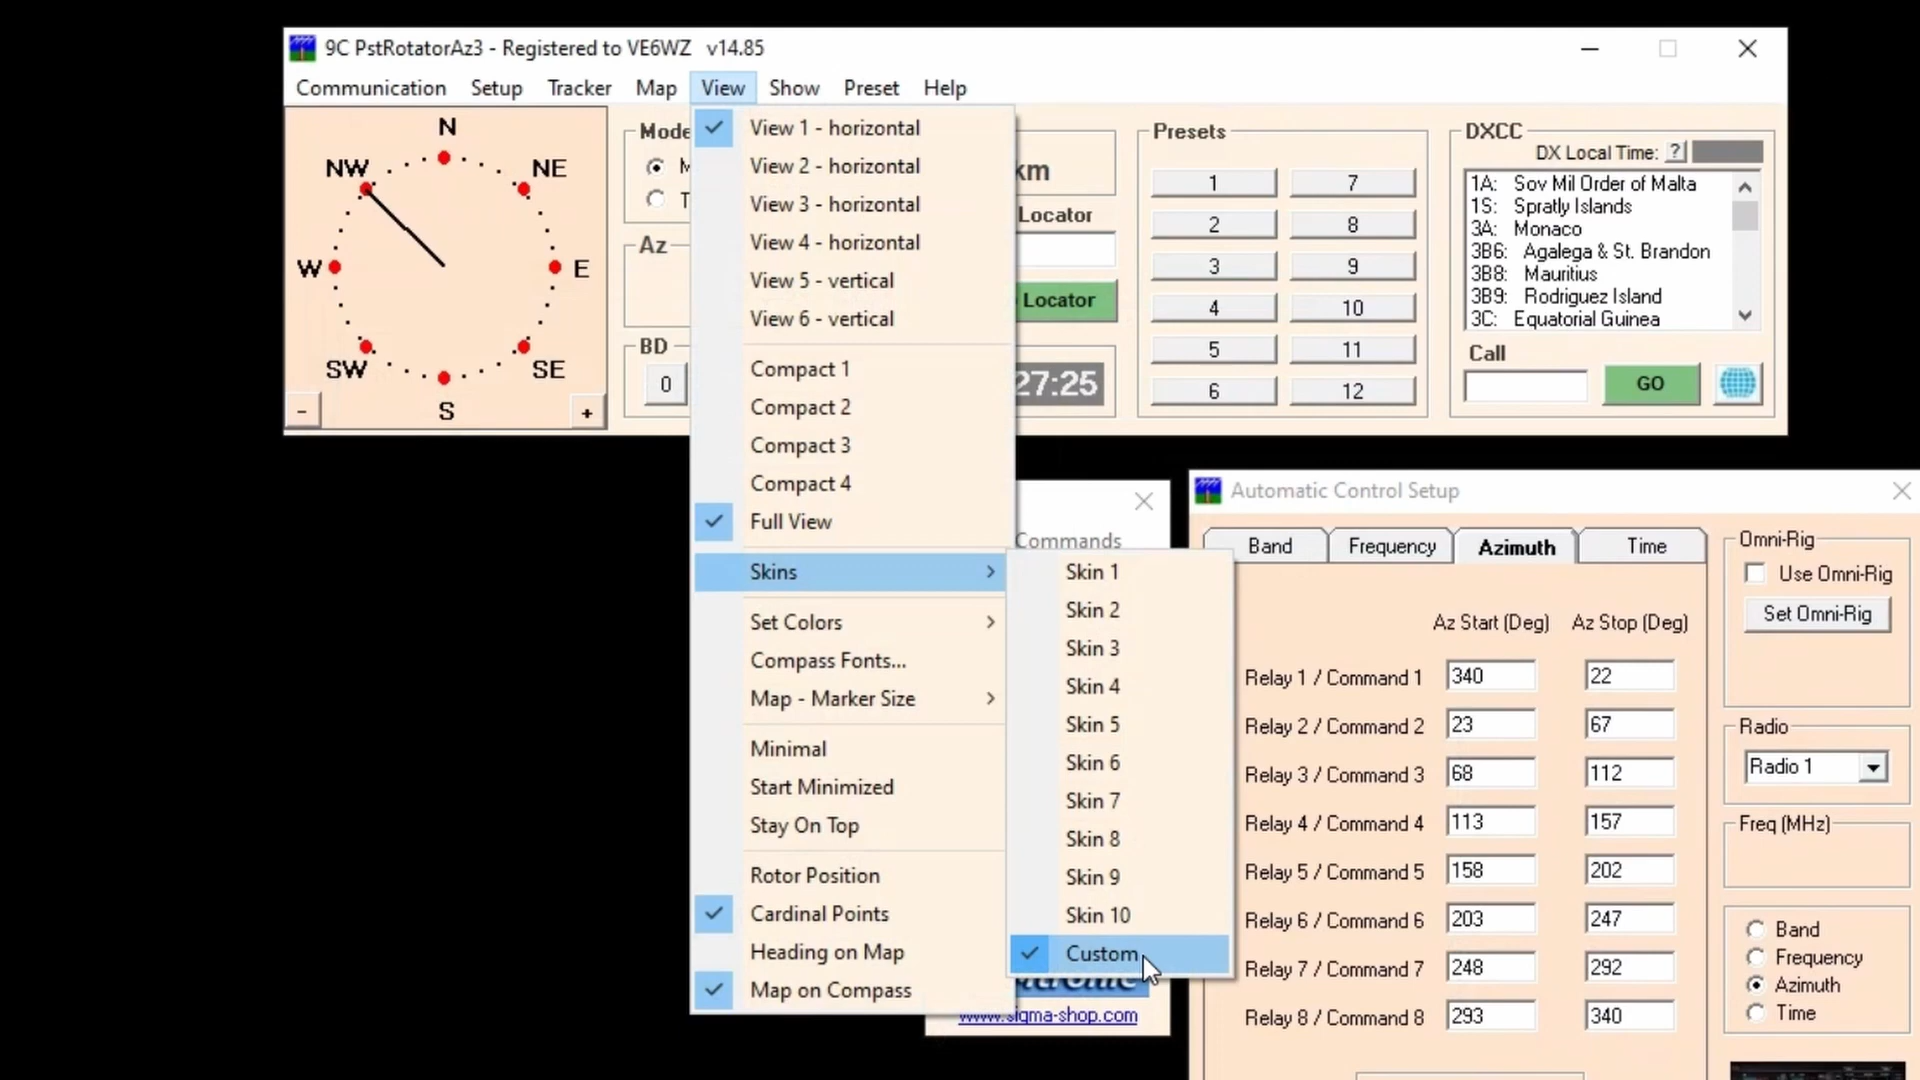 9C PstRotatorAz3 - Registered to VE6WZ v14.85
Communication Setup Tracker Map View Show Preset Help
N
NW NE
W E
SW SE
S
- +
Mode
Az
BD
0
View 1 - horizontal
View 2 - horizontal
View 3 - horizontal
View 4 - horizontal
View 5 - vertical
View 6 - vertical
Compact 1
Compact 2
Compact 3
Compact 4
Full View
Skins
Set Colors
Compass Fonts...
Map - Marker Size
Minimal
Start Minimized
Stay On Top
Rotor Position
Cardinal Points
Heading on Map
Map on Compass
Skin 1
Skin 2
Skin 3
Skin 4
Skin 5
Skin 6
Skin 7
Skin 8
Skin 9
Skin 10
Custom
km
Locator
Locator
27:25
Presets
1 7
2 8
3 9
4 10
5 11
6 12
DXCC
DX Local Time: ?
1A: Sov Mil Order of Malta
1S: Spratly Islands
3A: Monaco
3B6: Agalega & St. Brandon
3B8: Mauritius
3B9: Rodriguez Island
3C: Equatorial Guinea
Call
GO
Commands
www.sigma-shop.com
Automatic Control Setup
Band Frequency Azimuth Time
Az Start (Deg) Az Stop (Deg)
Relay 1 / Command 1 340 22
Relay 2 / Command 2 23 67
Relay 3 / Command 3 68 112
Relay 4 / Command 4 113 157
Relay 5 / Command 5 158 202
Relay 6 / Command 6 203 247
Relay 7 / Command 7 248 292
Relay 8 / Command 8 293 340
Omni-Rig
Use Omni-Rig
Set Omni-Rig
Radio
Radio 1
Freq (MHz)
Band
Frequency
Azimuth
Time